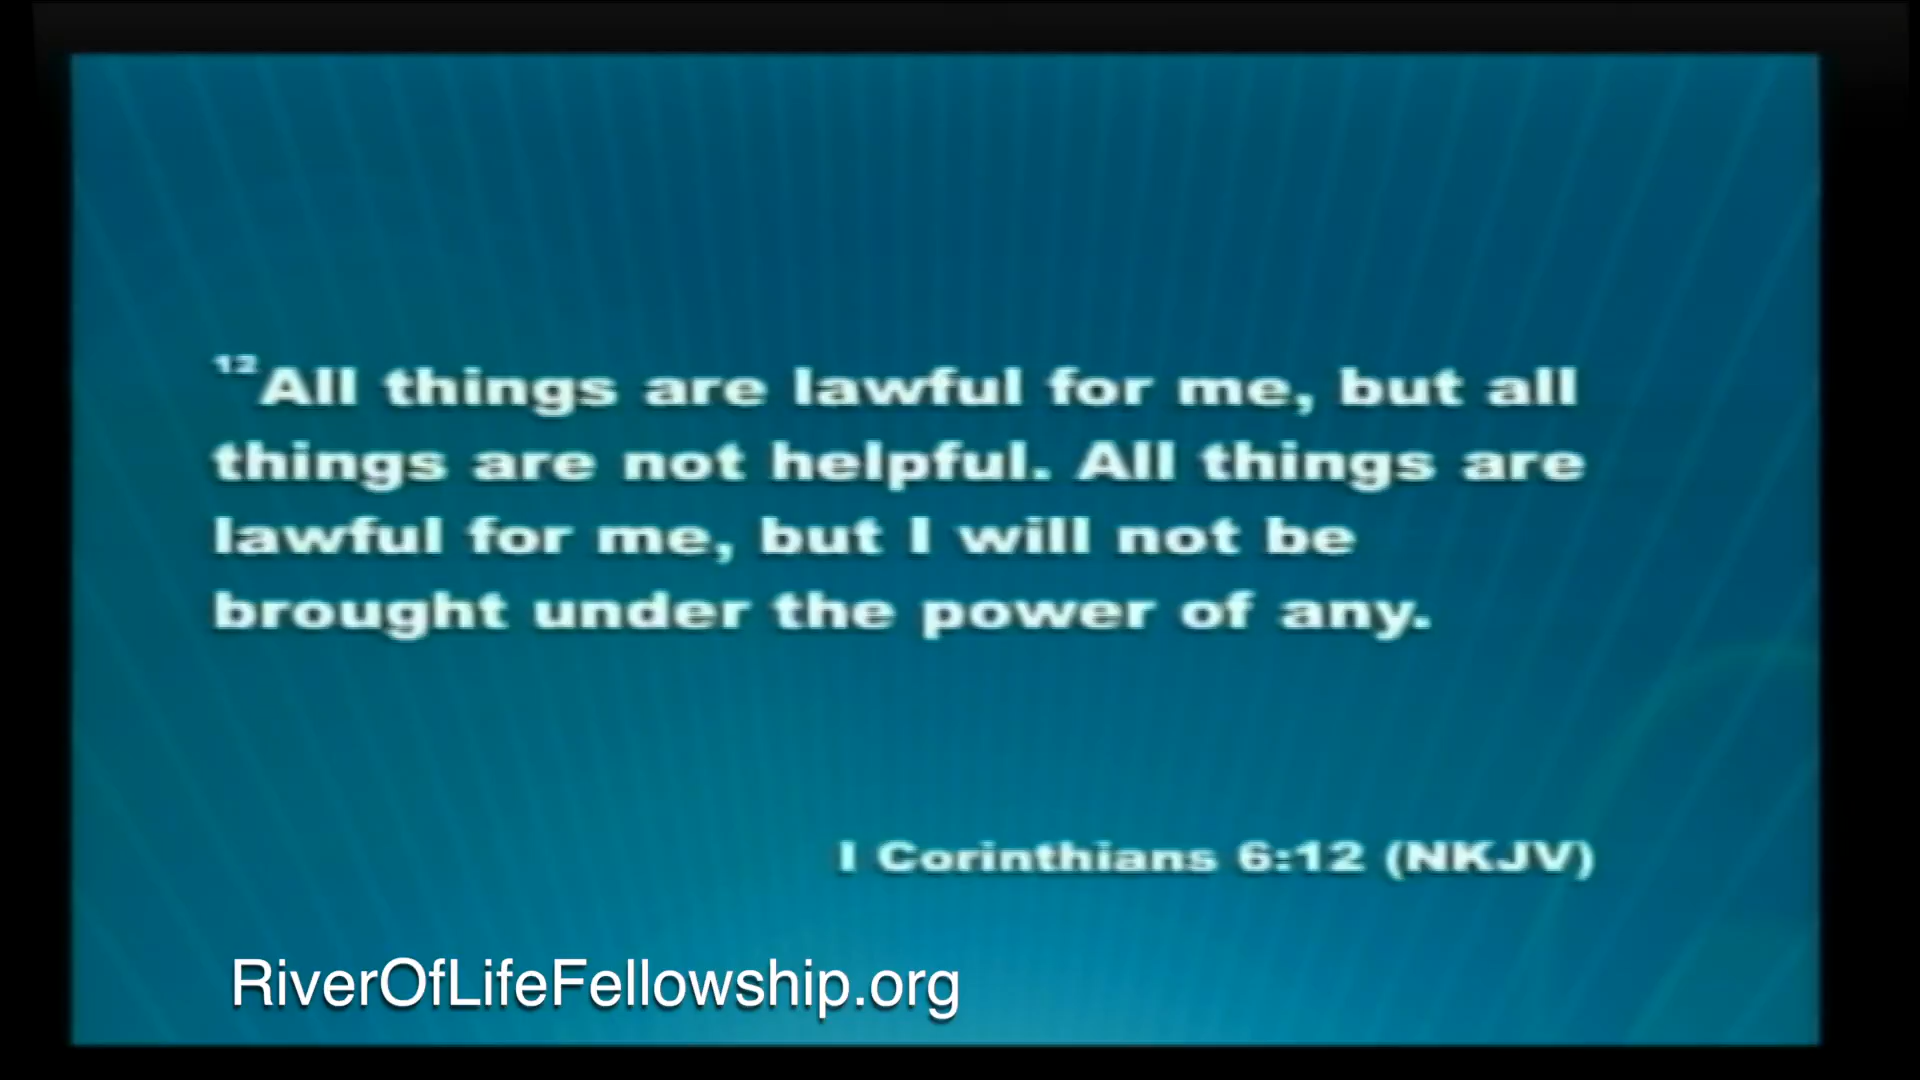 12All things are lawful for me, but all
things are not helpful. All things are
lawful for me, but I will not be
brought under the power of any.
I Corinthians 6:12 (NKJV)
RiverOfLifeFellowship.org